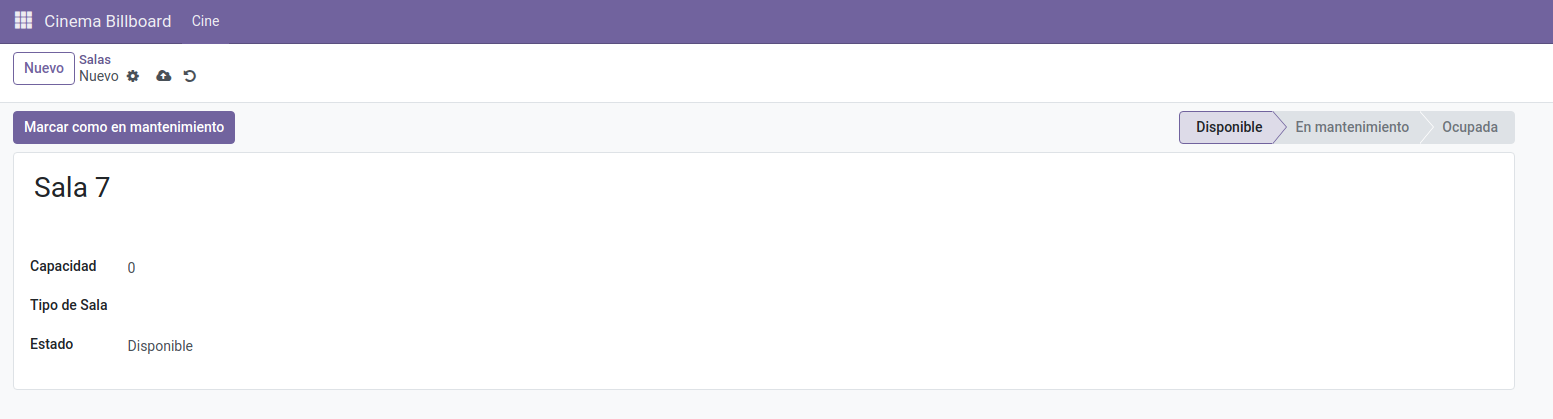 Cinema Billboard Cine
Nuevo
Salas
Nuevo
Marcar como en mantenimiento
Disponible En mantenimiento Ocupada
Sala 7
Capacidad 0
Tipo de Sala
Estado Disponible